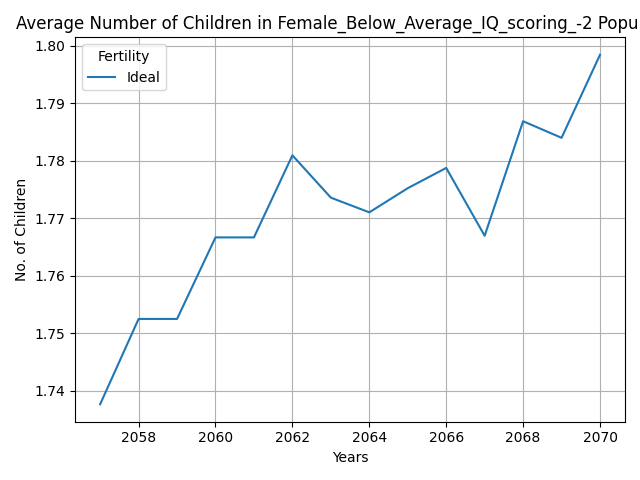 Average Number of Children in Female_Below_Average_IQ_scoring_-2 Popu
Fertility
Ideal
1.80
1.79
1.78
1.77
1.76
1.75
1.74
No. of Children
2058 2060 2062 2064 2066 2068 2070
Years